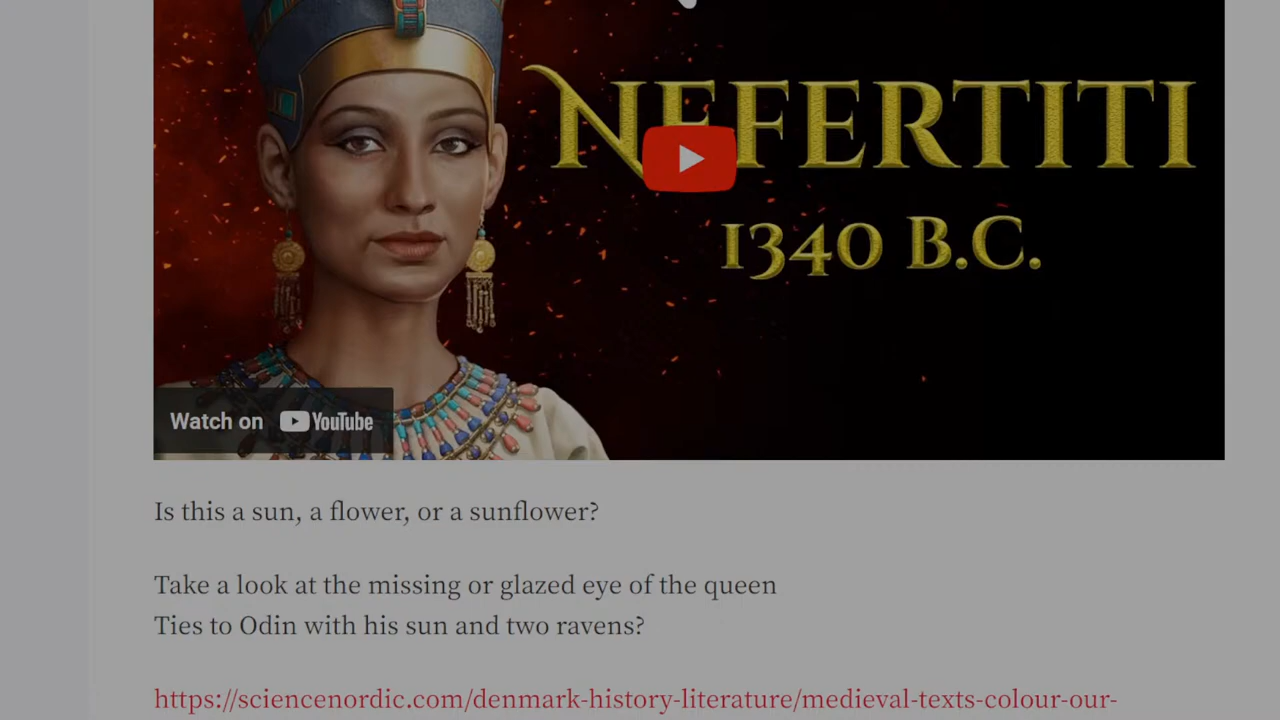 NEFERTITI
1340 B.C.
Watch on YouTube
Is this a sun, a flower, or a sunflower?
Take a look at the missing or glazed eye of the queen
Ties to Odin with his sun and two ravens?
https://sciencenordic.com/denmark-history-literature/medieval-texts-colour-our-